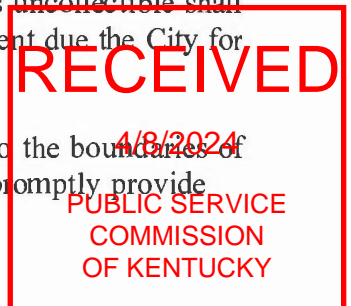 uncollectible shall
ent due the City for
RECEIVED
4/8/2024
o the boundaries of
romptly provide
PUBLIC SERVICE
COMMISSION
OF KENTUCKY